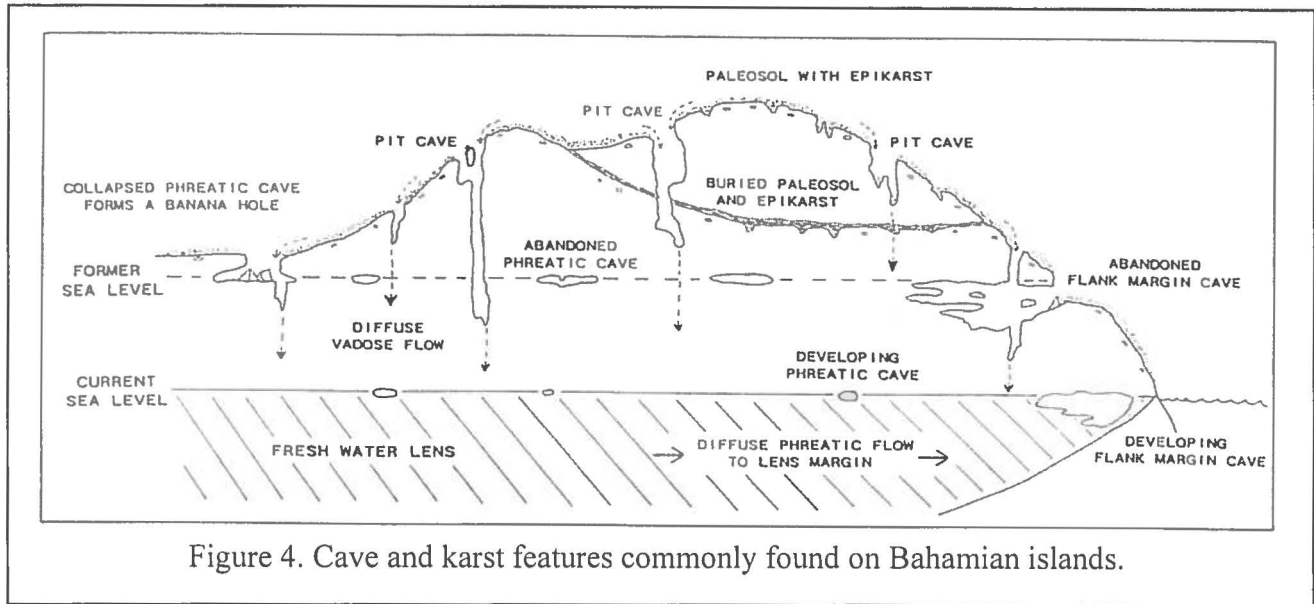 PALEOSOL WITH EPIKARST
PIT CAVE
PIT CAVE
PIT CAVE
COLLAPSED PHREATIC CAVE
FORMS A BANANA HOLE
BURIED PALEOSOL
AND EPIKARST
ABANDONED
PHREATIC CAVE
FORMER
SEA LEVEL
ABANDONED
FLANK MARGIN CAVE
DIFFUSE
VADOSE FLOW
DEVELOPING
PHREATIC CAVE
CURRENT
SEA LEVEL
FRESH WATER LENS
DIFFUSE PHREATIC FLOW
TO LENS MARGIN
DEVELOPING
FLANK MARGIN CAVE
Figure 4. Cave and karst features commonly found on Bahamian islands.